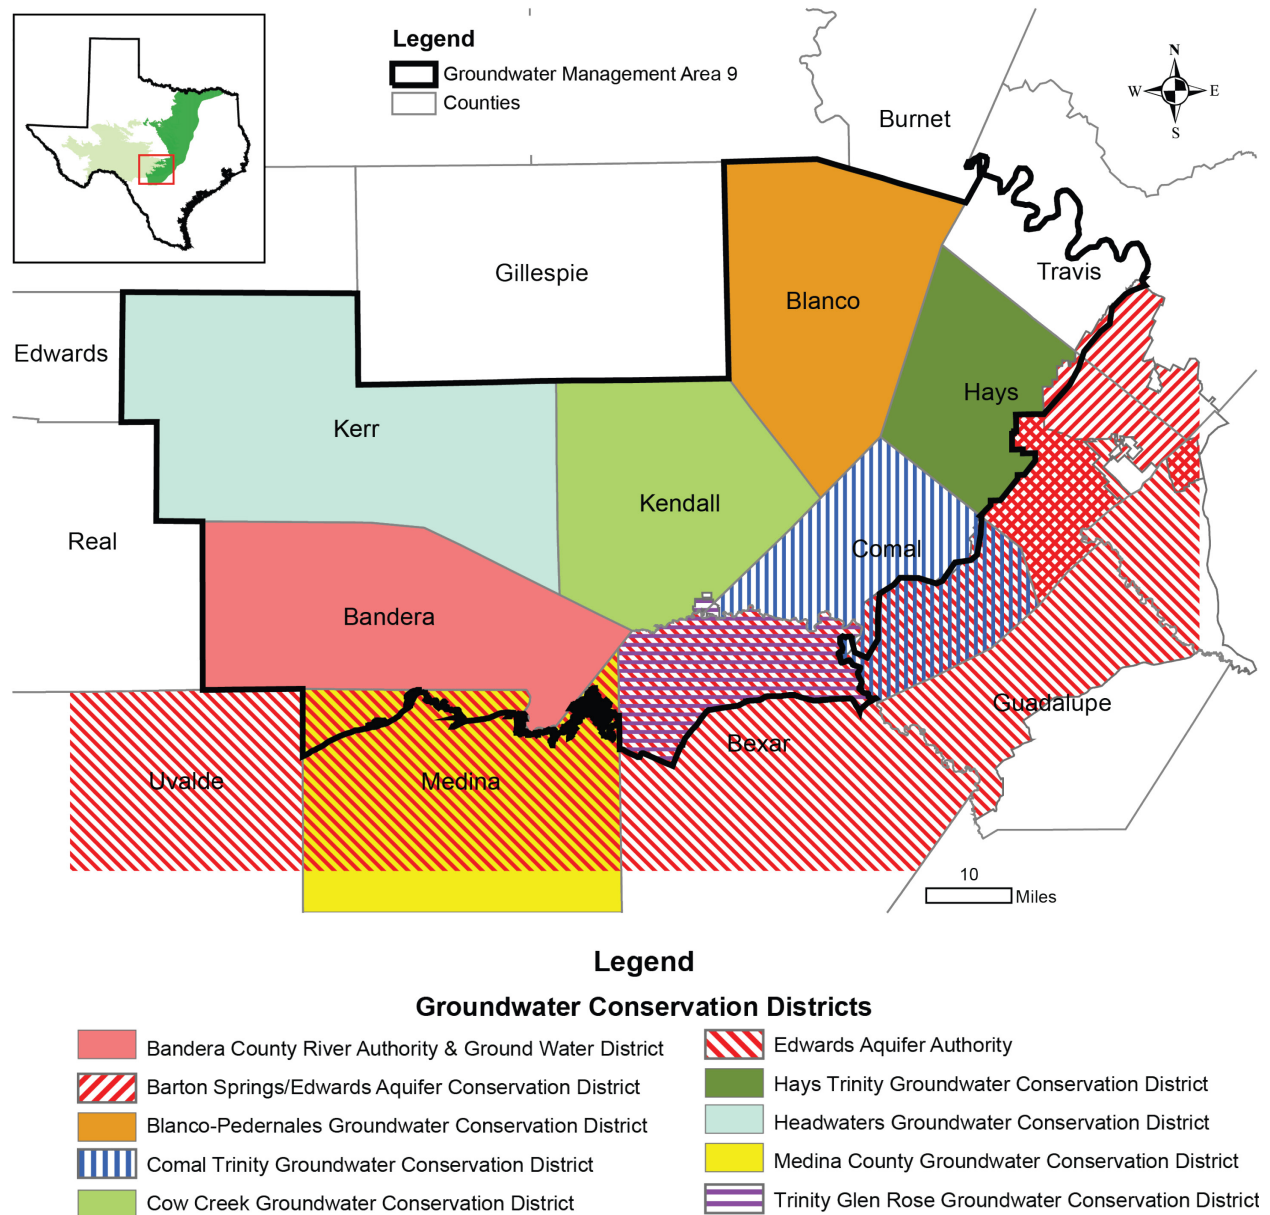 Legend
Groundwater Management Area 9
Counties
N
W E
S
Burnet
Travis
Gillespie
Blanco
Edwards
Hays
Kerr
Kendall
Real
Comal
Bandera
Guadalupe
Bexar
Uvalde
Medina
10
Miles
Legend
Groundwater Conservation Districts
Bandera County River Authority & Ground Water District
Barton Springs/Edwards Aquifer Conservation District
Blanco-Pedernales Groundwater Conservation District
Comal Trinity Groundwater Conservation District
Cow Creek Groundwater Conservation District
Edwards Aquifer Authority
Hays Trinity Groundwater Conservation District
Headwaters Groundwater Conservation District
Medina County Groundwater Conservation District
Trinity Glen Rose Groundwater Conservation District